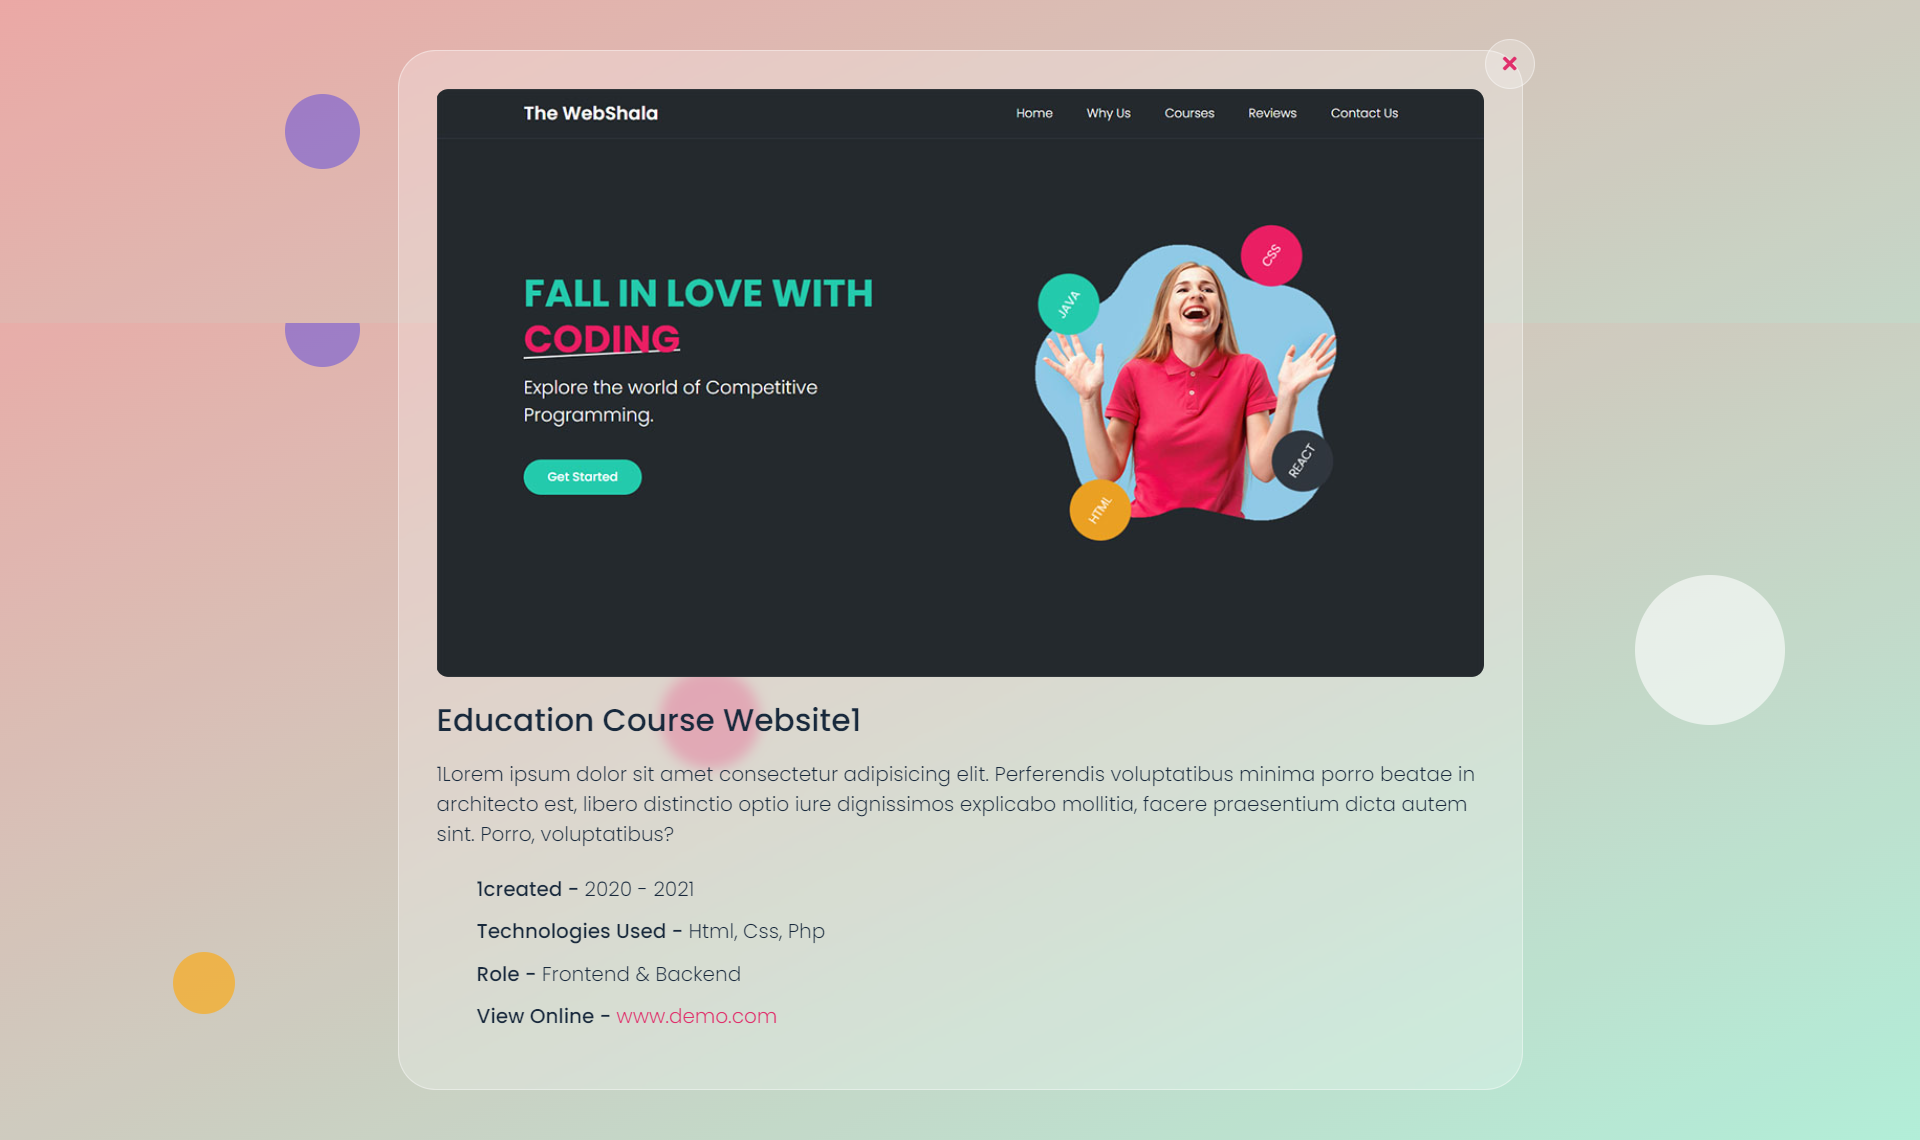 The WebShala
Home Why Us Courses Reviews Contact Us
FALL IN LOVE WITH
CODING
Explore the world of Competitive
Programming.
Get Started
JAVA
CSS
REACT
HTML
Education Course Website1
1Lorem ipsum dolor sit amet consectetur adipisicing elit. Perferendis voluptatibus minima porro beatae in
architecto est, libero distinctio optio iure dignissimos explicabo mollitia, facere praesentium dicta autem
sint. Porro, voluptatibus?
1created - 2020 - 2021
Technologies Used - Html, Css, Php
Role - Frontend & Backend
View Online - www.demo.com